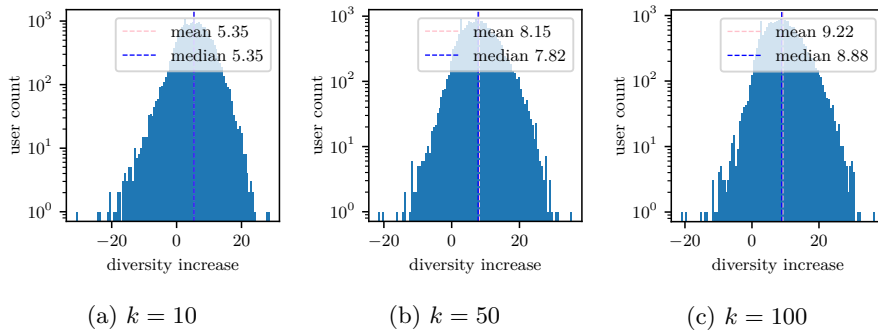 10³
10²
10¹
10⁰
user count
mean 5.35
median 5.35
−20
0
20
diversity increase
(a) k = 10
10³
10²
10¹
10⁰
user count
mean 8.15
median 7.82
−20
0
20
diversity increase
(b) k = 50
10³
10²
10¹
10⁰
user count
mean 9.22
median 8.88
−20
0
20
diversity increase
(c) k = 100